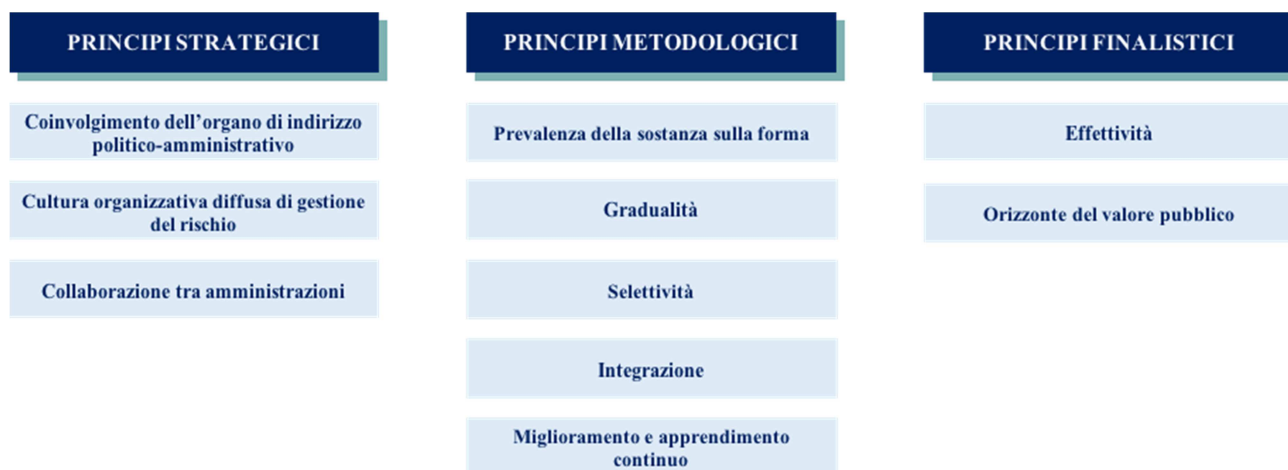 PRINCIPI STRATEGICI
Coinvolgimento dell’organo di indirizzo
politico-amministrativo
Cultura organizzativa diffusa di gestione
del rischio
Collaborazione tra amministrazioni
PRINCIPI METODOLOGICI
Prevalenza della sostanza sulla forma
Gradualità
Selettività
Integrazione
Miglioramento e apprendimento
continuo
PRINCIPI FINALISTICI
Effettività
Orizzonte del valore pubblico